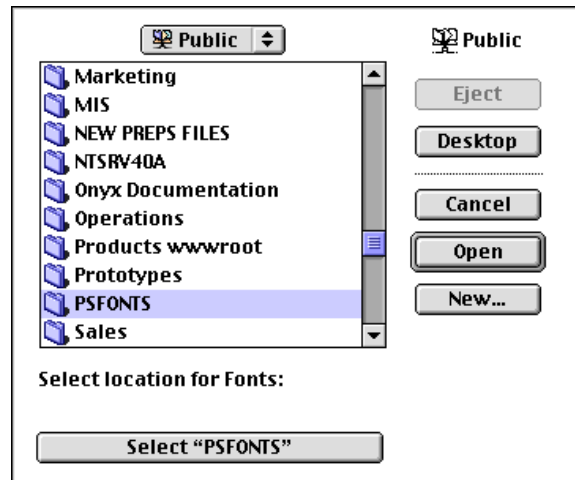 Public
Public
Marketing
MIS
NEW PREPS FILES
NTSRV40A
Onyx Documentation
Operations
Products wwwroot
Prototypes
PSFONTS
Sales
Eject
Desktop
Cancel
Open
New...
Select location for Fonts:
Select “PSFONTS”